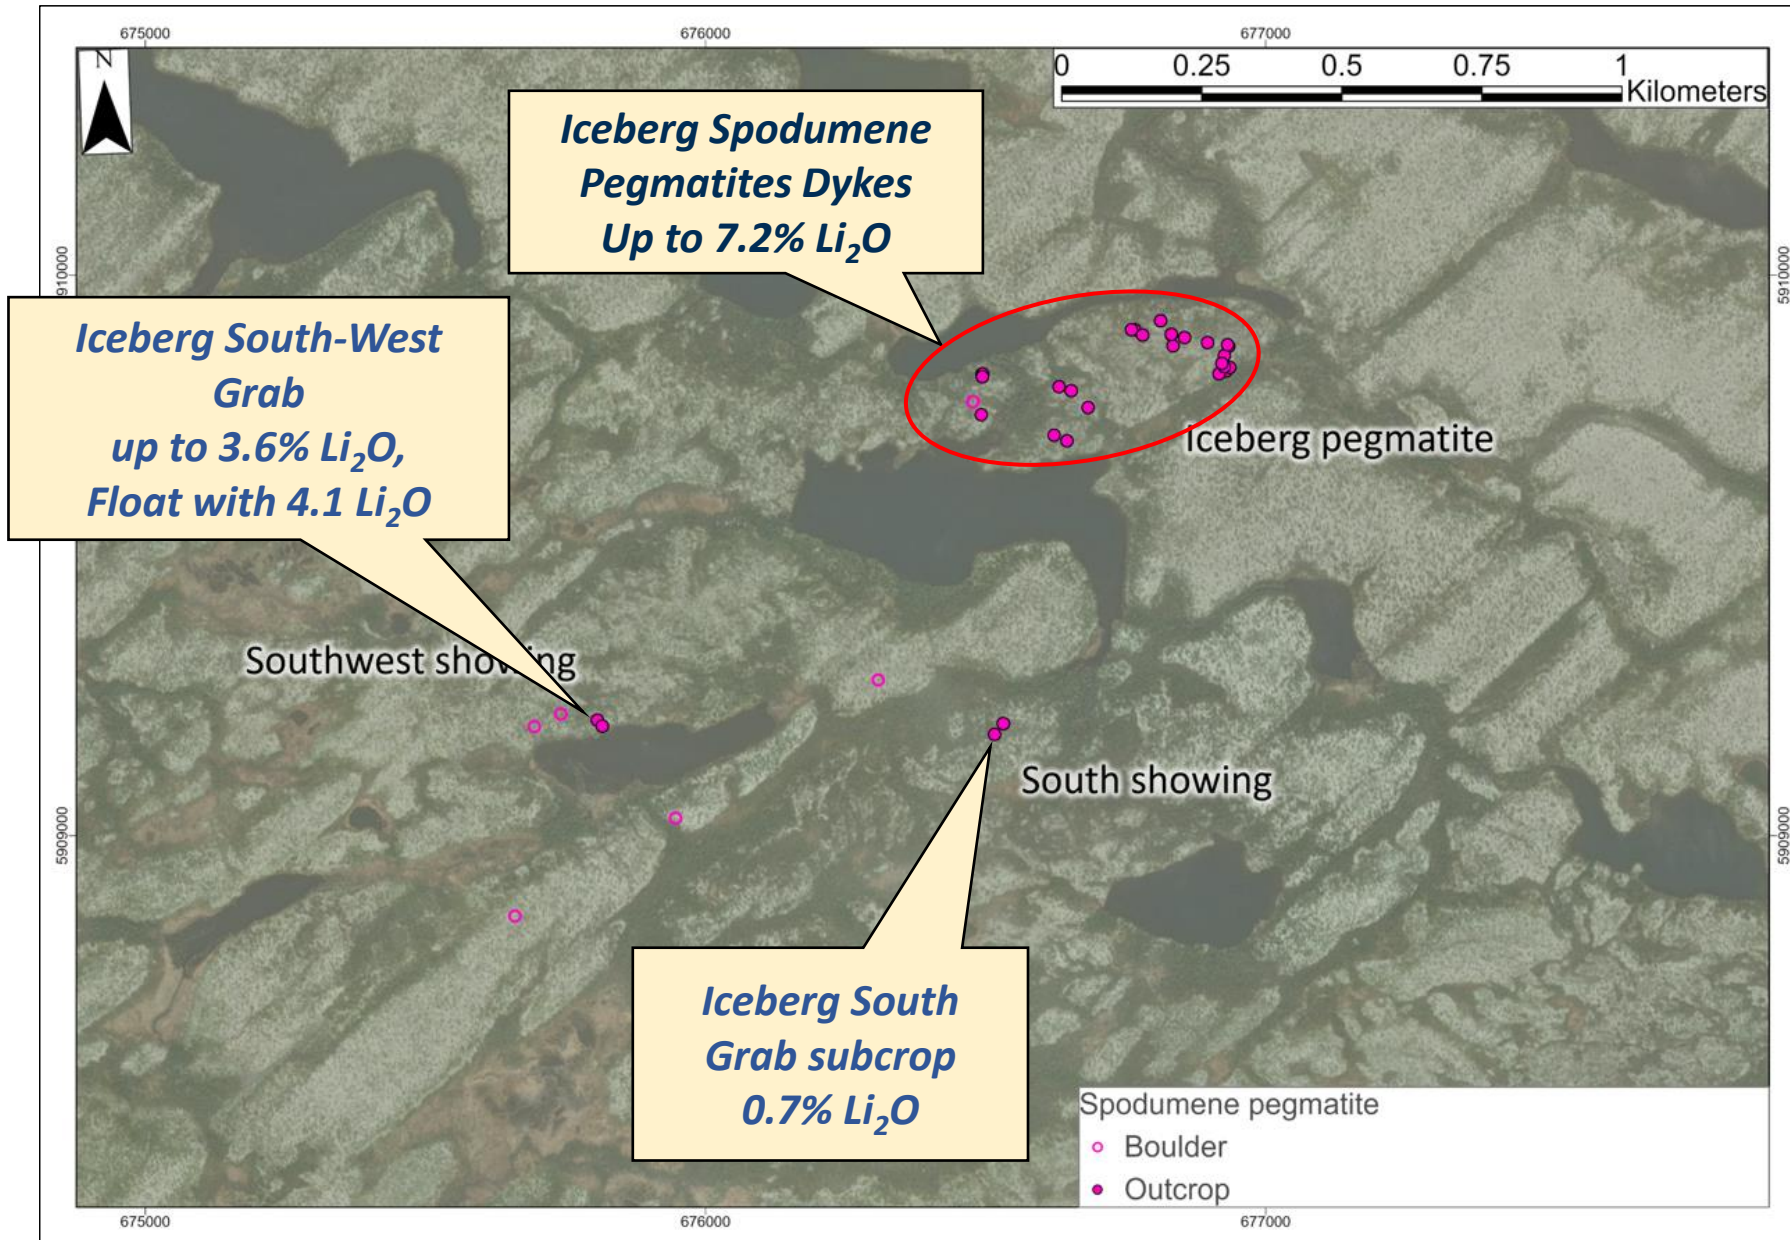 675000
676000
677000
N
0 0.25 0.5 0.75 1
Kilometers
Iceberg Spodumene
Pegmatites Dykes
Up to 7.2% Li₂O
5910000
5910000
Iceberg South-West
Grab
up to 3.6% Li₂O,
Float with 4.1 Li₂O
Iceberg pegmatite
Southwest showing
South showing
5909000
5909000
Iceberg South
Grab subcrop
0.7% Li₂O
Spodumene pegmatite
Boulder
Outcrop
675000
676000
677000